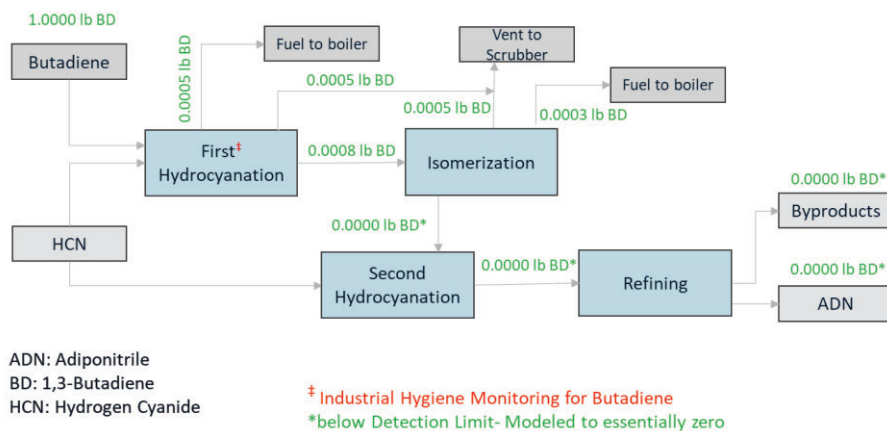 1.0000 lb BD
Butadiene
0.0005 lb BD
Fuel to boiler
0.0005 lb BD
Vent to
Scrubber
0.0005 lb BD
Fuel to boiler
0.0003 lb BD
First‡
Hydrocyanation
0.0008 lb BD
Isomerization
HCN
0.0000 lb BD*
Second
Hydrocyanation
0.0000 lb BD*
Refining
0.0000 lb BD*
Byproducts
0.0000 lb BD*
ADN
ADN: Adiponitrile
BD: 1,3-Butadiene
HCN: Hydrogen Cyanide
‡ Industrial Hygiene Monitoring for Butadiene
*below Detection Limit- Modeled to essentially zero